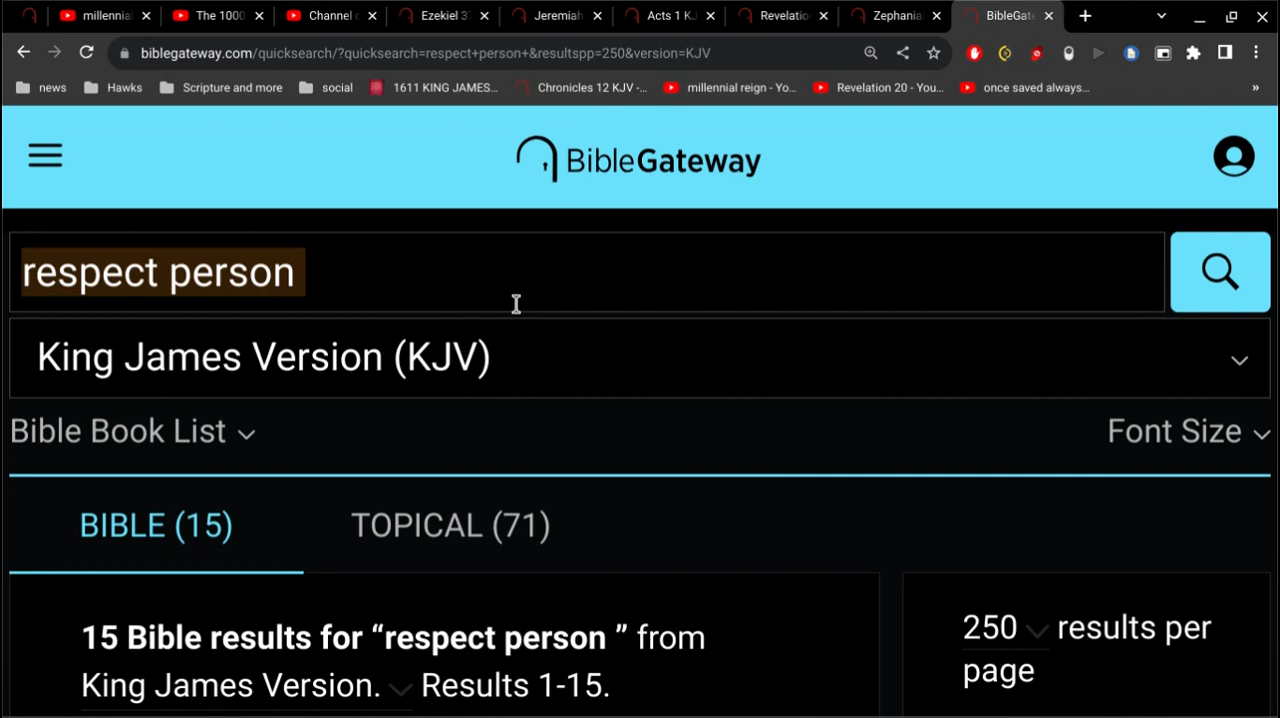 millennia The 1000 Channel Ezekiel 37 Jeremiah Acts 1 KJ Revelatio Zephania BibleGate
biblegateway.com/quicksearch/?quicksearch=respect+person+&resultspp=250&version=KJV
news Hawks Scripture and more social 1611 KING JAMES... Chronicles 12 KJV -... millennial reign - Yo... Revelation 20 - You... once saved always... »
BibleGateway
respect person
King James Version (KJV)
Bible Book List Font Size
BIBLE (15) TOPICAL (71)
15 Bible results for “respect person ” from
King James Version. Results 1-15.
250 results per
page